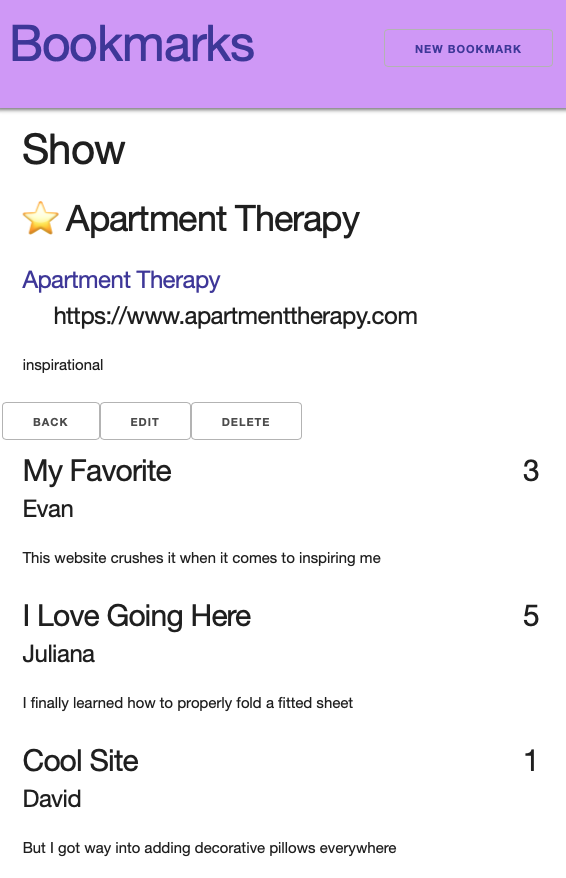 Bookmarks
NEW BOOKMARK
Show
⭐ Apartment Therapy
Apartment Therapy
https://www.apartmenttherapy.com
inspirational
BACK EDIT DELETE
My Favorite 3
Evan
This website crushes it when it comes to inspiring me
I Love Going Here 5
Juliana
I finally learned how to properly fold a fitted sheet
Cool Site 1
David
But I got way into adding decorative pillows everywhere